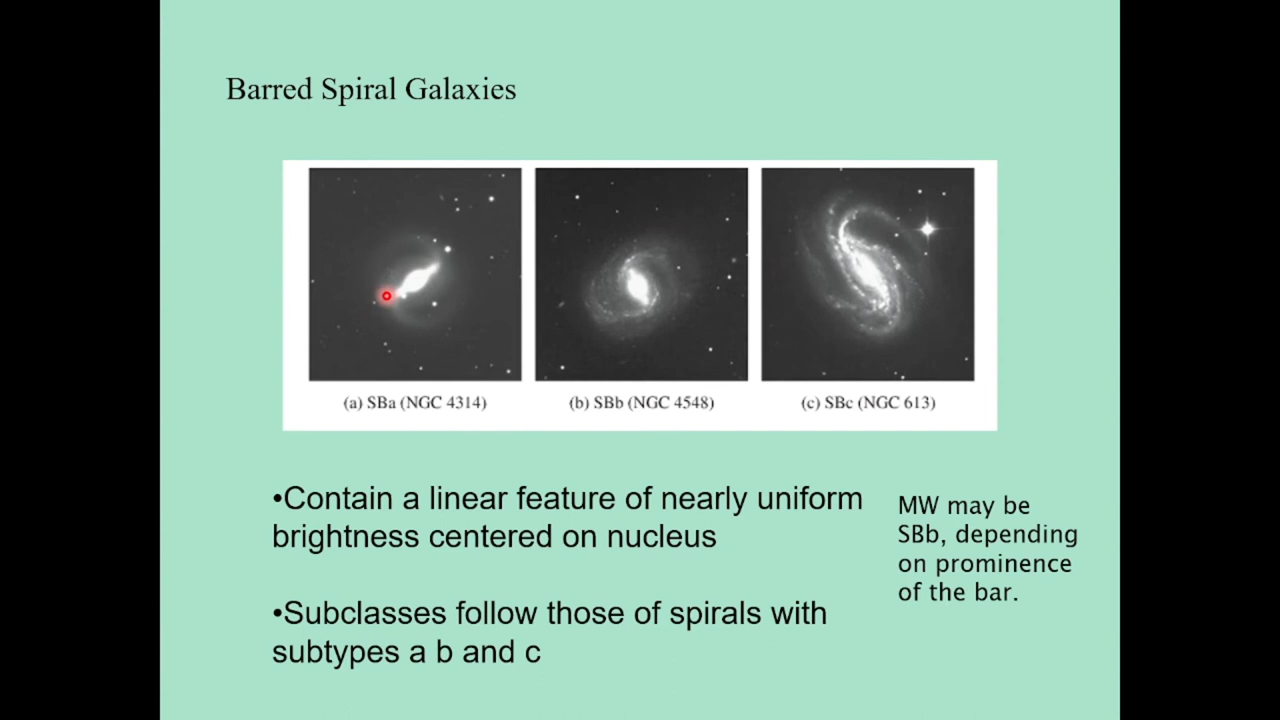 Barred Spiral Galaxies
(a) SBa (NGC 4314)
(b) SBb (NGC 4548)
(c) SBc (NGC 613)
•Contain a linear feature of nearly uniform
brightness centered on nucleus
•Subclasses follow those of spirals with
subtypes a b and c
MW may be
SBb, depending
on prominence
of the bar.